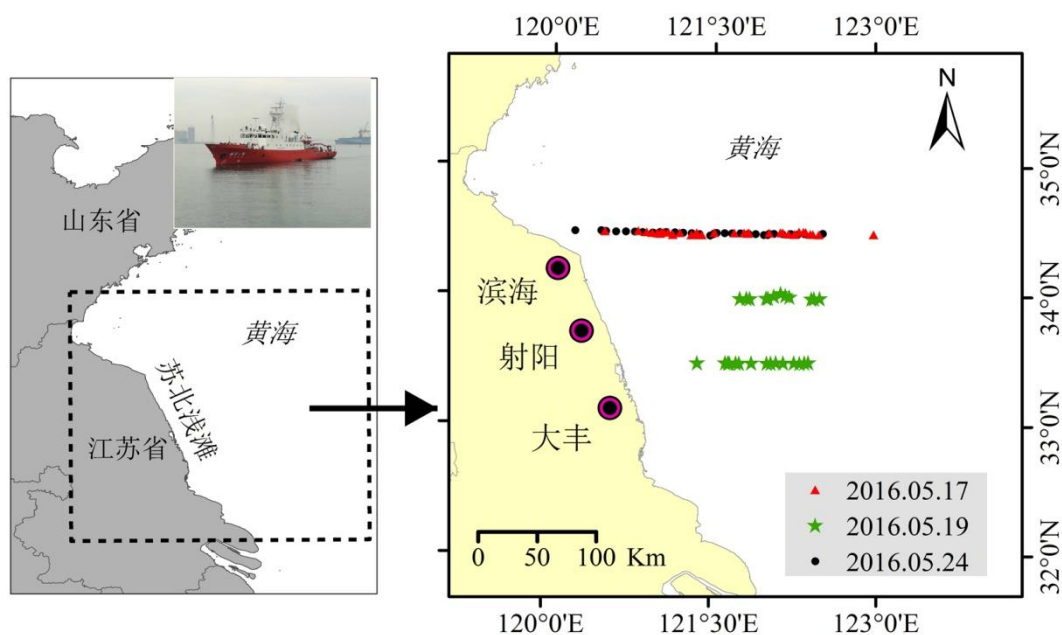 山东省
黄海
苏北浅滩
江苏省
120°0'E
121°30'E
123°0'E
N
黄海
35°0'N
34°0'N
33°0'N
32°0'N
滨海
射阳
大丰
2016.05.17
2016.05.19
2016.05.24
0 50 100 Km
120°0'E
121°30'E
123°0'E